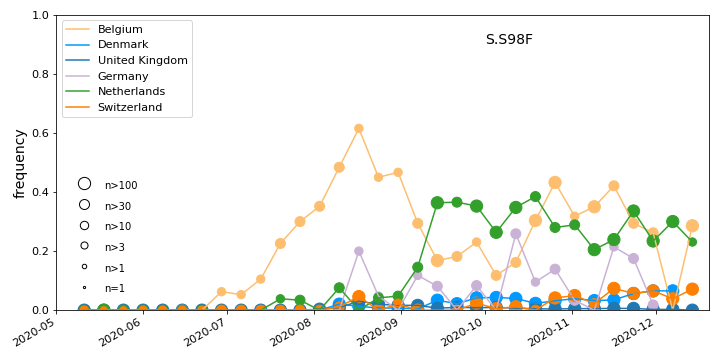 S.S98F
Belgium
Denmark
United Kingdom
Germany
Netherlands
Switzerland
n>100
n>30
n>10
n>3
n>1
n=1
frequency
1.0
0.8
0.6
0.4
0.2
0.0
2020-05
2020-06
2020-07
2020-08
2020-09
2020-10
2020-11
2020-12